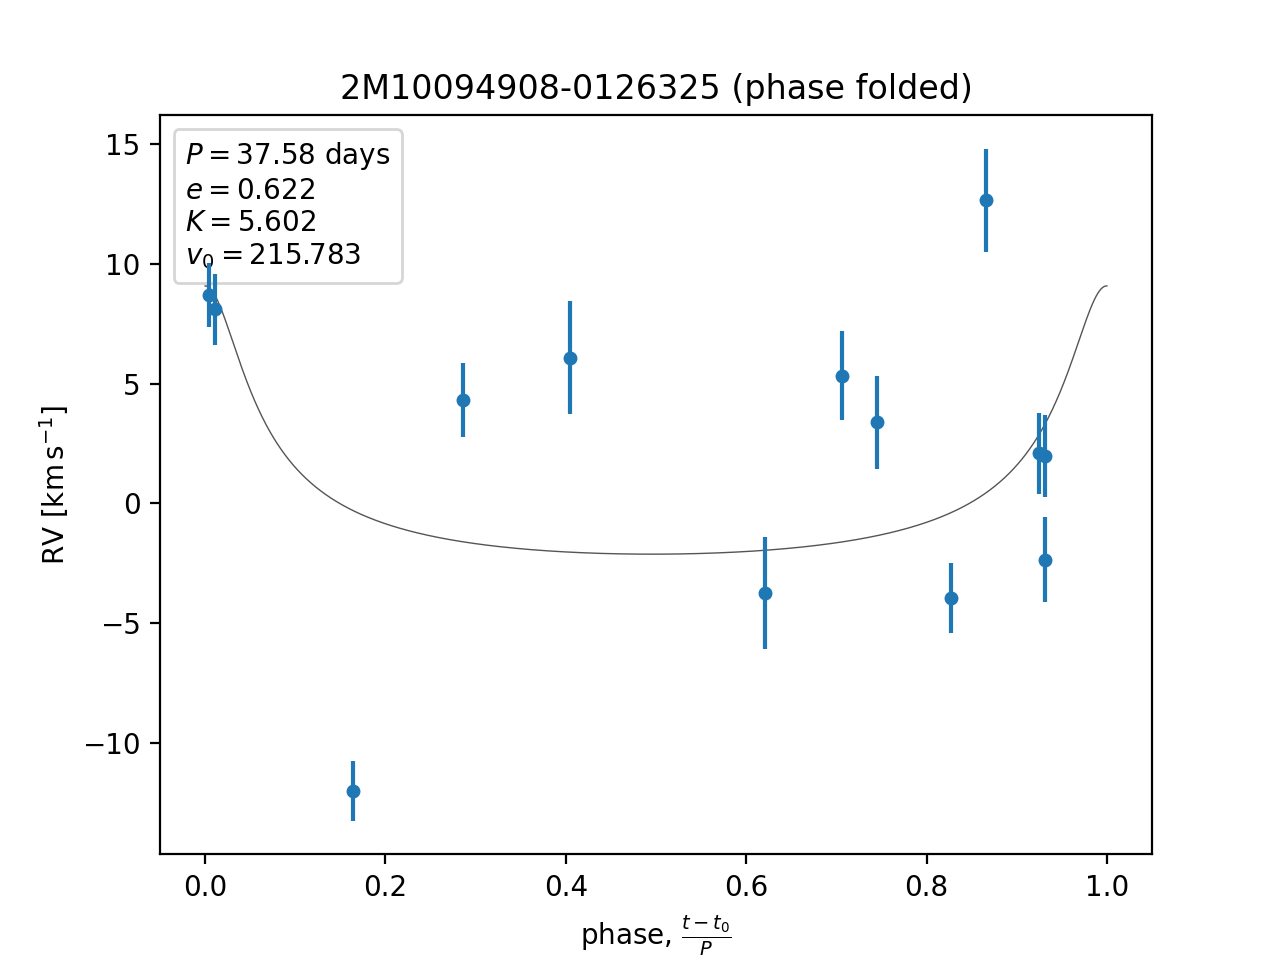 2M10094908-0126325 (phase folded)
P = 37.58 days
e = 0.622
K = 5.602
v₀ = 215.783
15
10
5
0
−5
−10
RV [km s⁻¹]
0.0 0.2 0.4 0.6 0.8 1.0
phase, (t − t₀)/P